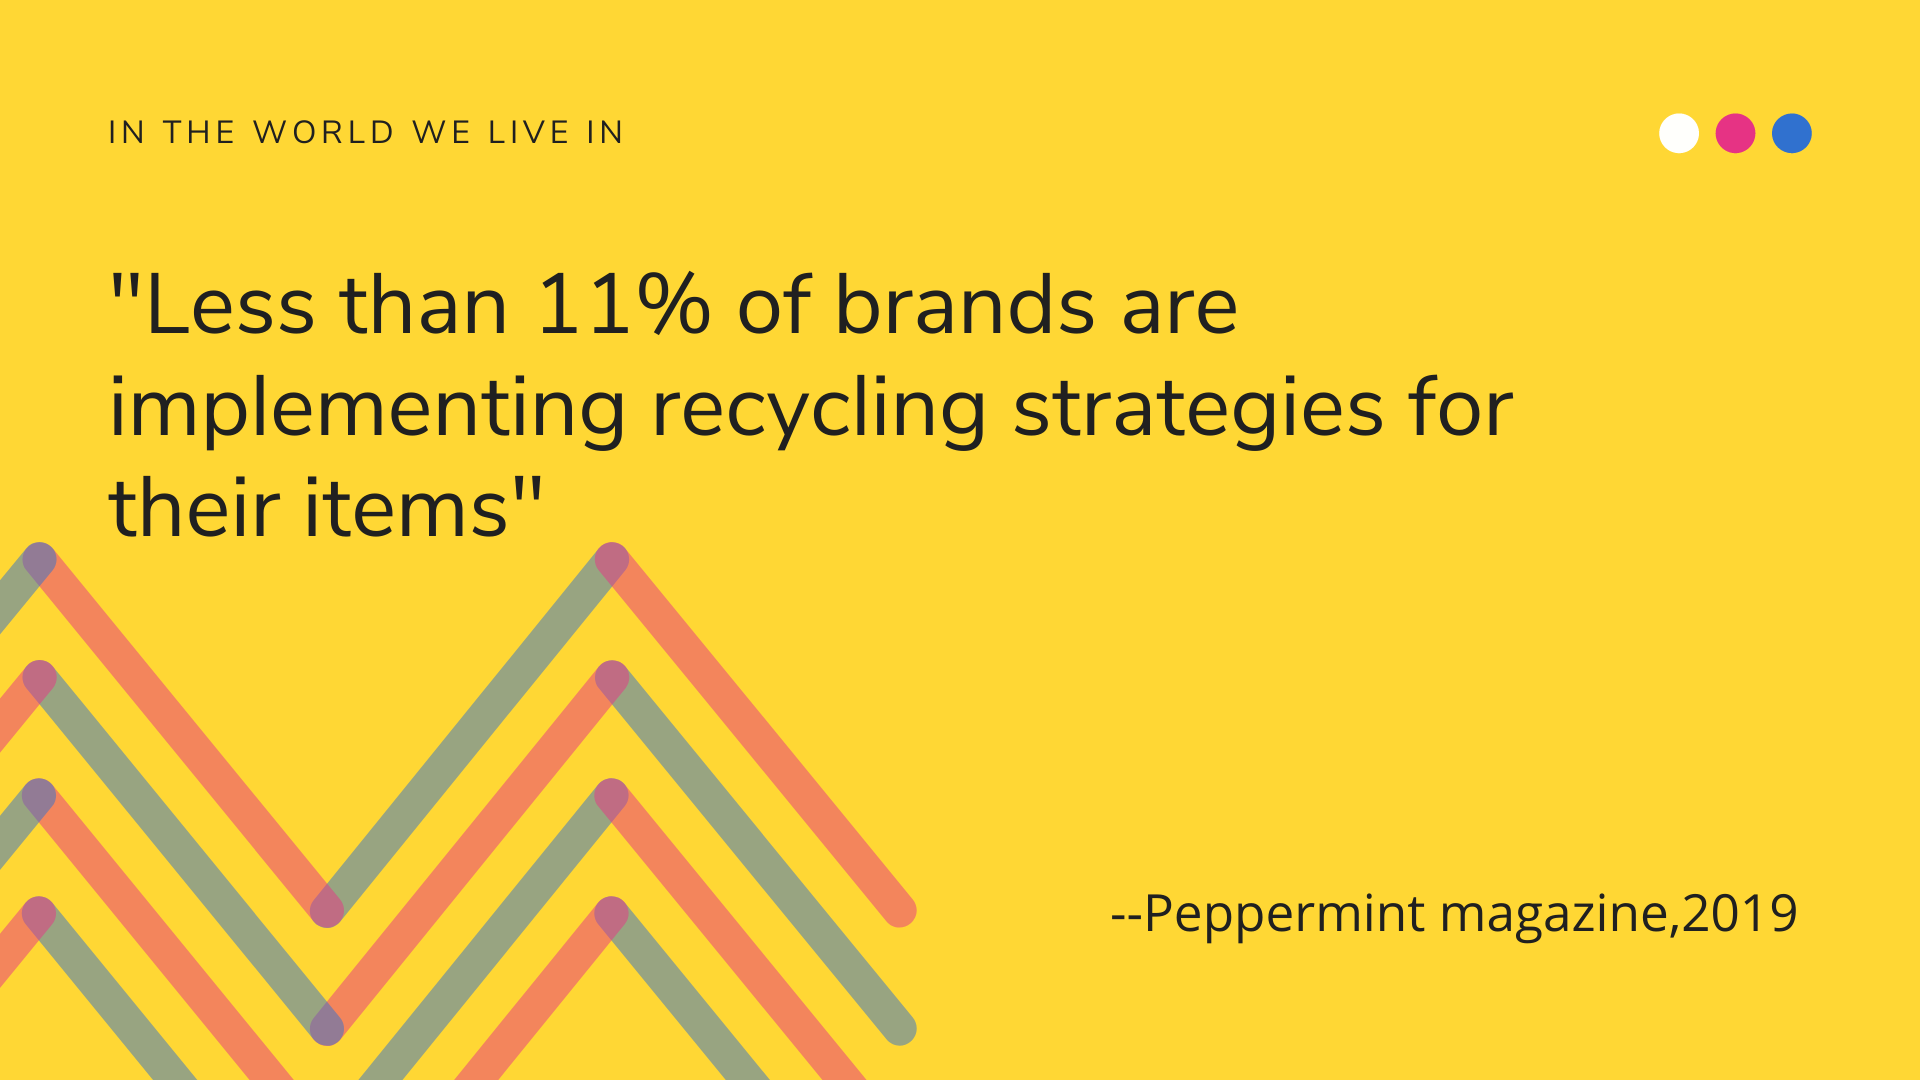 IN THE WORLD WE LIVE IN
"Less than 11% of brands are
implementing recycling strategies for
their items"
--Peppermint magazine,2019